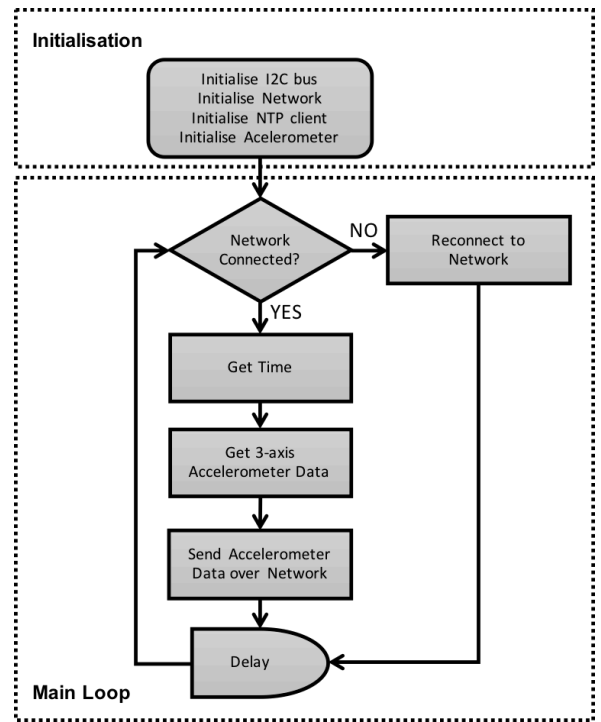 Initialisation
Initialise I2C bus
Initialise Network
Initialise NTP client
Initialise Acelerometer
Network
Connected?
NO
Reconnect to
Network
YES
Get Time
Get 3-axis
Accelerometer Data
Send Accelerometer
Data over Network
Delay
Main Loop